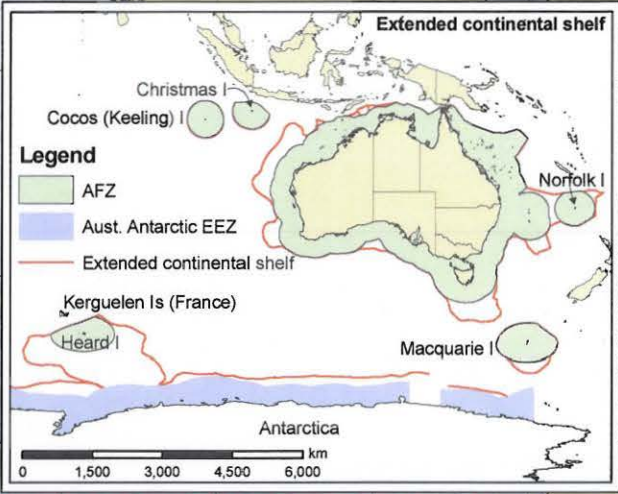 Extended continental shelf
Christmas I
Cocos (Keeling) I
Legend
AFZ
Norfolk I
Aust. Antarctic EEZ
Extended continental shelf
Kerguelen Is (France)
Heard I
Macquarie I
Antarctica
km
0 1,500 3,000 4,500 6,000